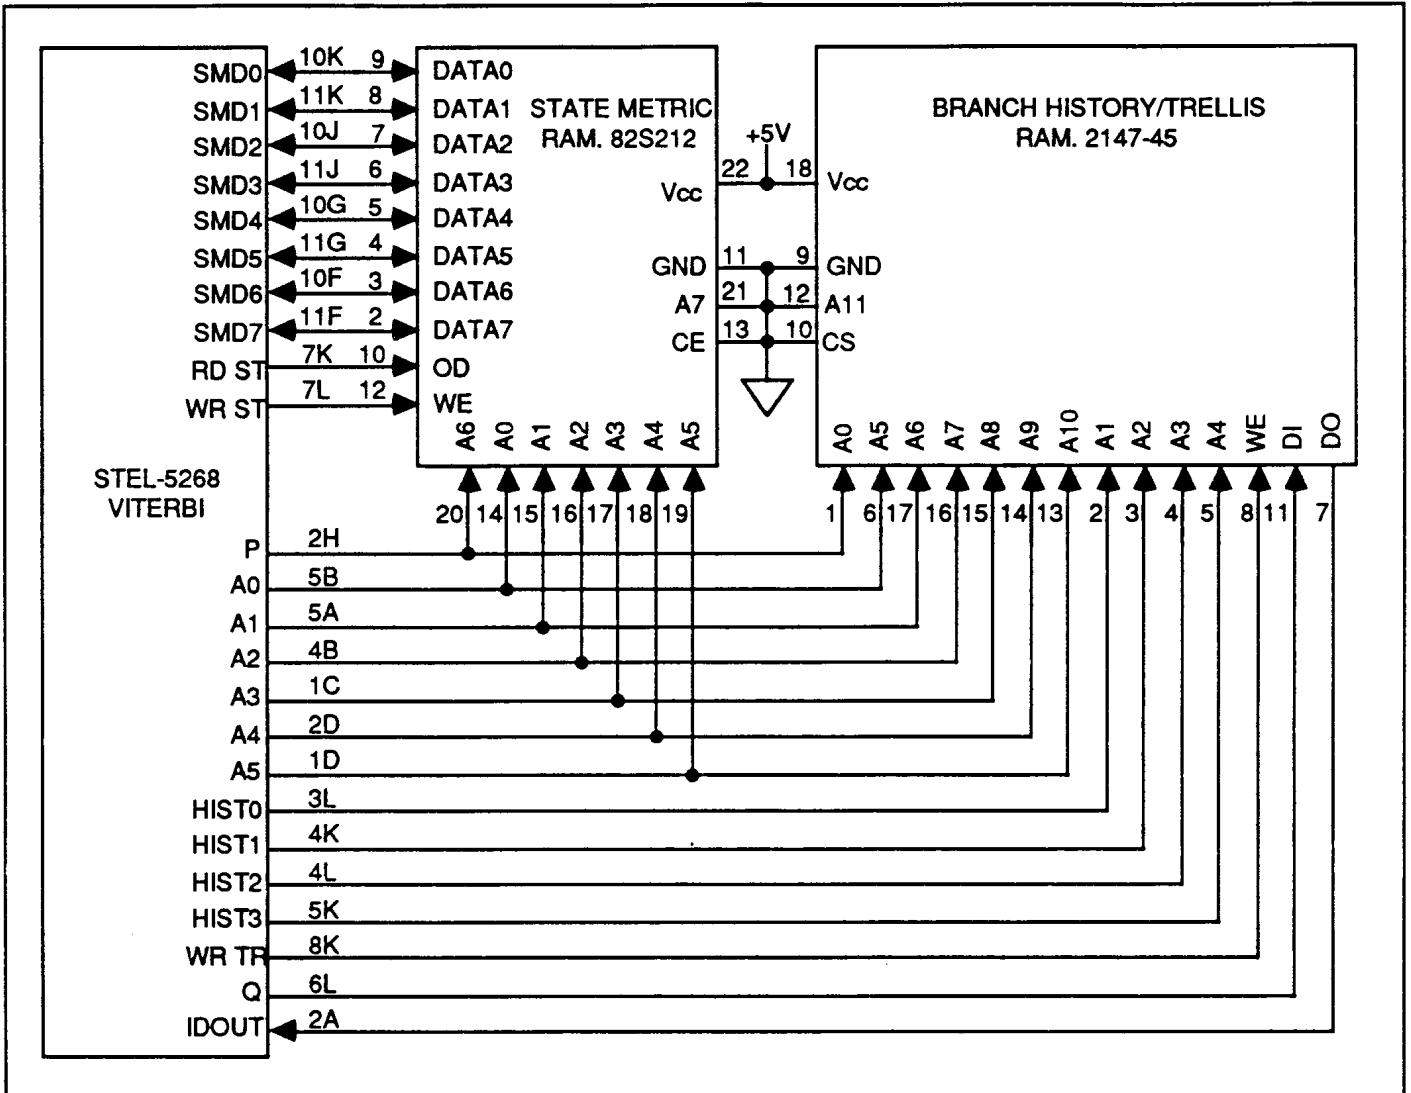 SMD0 10K 9 DATA0
SMD1 11K 8 DATA1
SMD2 10J 7 DATA2
SMD3 11J 6 DATA3
SMD4 10G 5 DATA4
SMD5 11G 4 DATA5
SMD6 10F 3 DATA6
SMD7 11F 2 DATA7
RD ST 7K 10 OD
WR ST 7L 12 WE
STATE METRIC
RAM. 82S212
BRANCH HISTORY/TRELLIS
RAM. 2147-45
+5V
Vcc 22 18 Vcc
GND 11 9 GND
A7 21 12 A11
CE 13 10 CS
A6 A0 A1 A2 A3 A4 A5
A0 A5 A6 A7 A8 A9 A10 A1 A2 A3 A4 WE DI DO
20 14 15 16 17 18 19
1 6 17 16 15 14 13 2 3 4 5 8 11 7
STEL-5268
VITERBI
P 2H
A0 5B
A1 5A
A2 4B
A3 1C
A4 2D
A5 1D
HIST0 3L
HIST1 4K
HIST2 4L
HIST3 5K
WR TR 8K
Q 6L
IDOUT 2A